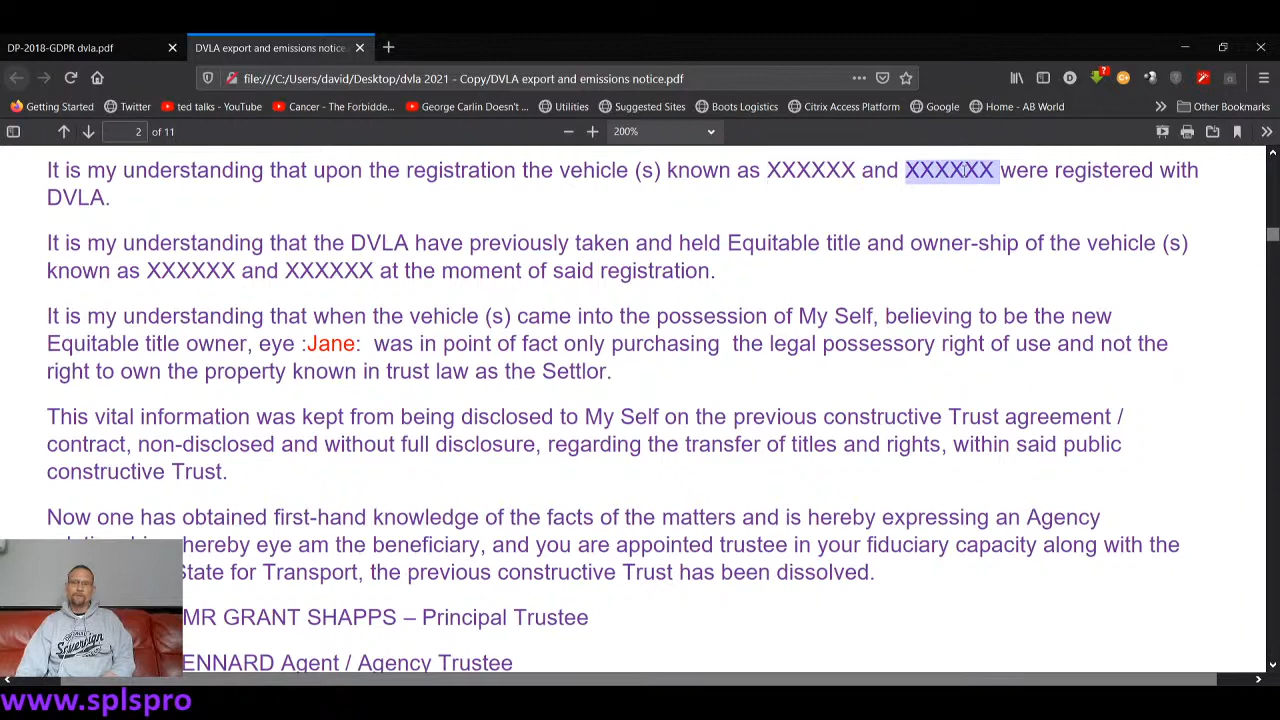 DP-2018-GDPR dvla.pdf
DVLA export and emissions notice.
file:///C:/Users/david/Desktop/dvla 2021 - Copy/DVLA export and emissions notice.pdf
Getting Started Twitter ted talks - YouTube Cancer - The Forbidde... George Carlin Doesn't ... Utilities Suggested Sites Boots Logistics Citrix Access Platform Google Home - AB World Other Bookmarks
2 of 11 200%
It is my understanding that upon the registration the vehicle (s) known as XXXXXX and XXXXXX were registered with
DVLA.
It is my understanding that the DVLA have previously taken and held Equitable title and owner-ship of the vehicle (s)
known as XXXXXX and XXXXXX at the moment of said registration.
It is my understanding that when the vehicle (s) came into the possession of My Self, believing to be the new
Equitable title owner, eye :Jane: was in point of fact only purchasing the legal possessory right of use and not the
right to own the property known in trust law as the Settlor.
This vital information was kept from being disclosed to My Self on the previous constructive Trust agreement /
contract, non-disclosed and without full disclosure, regarding the transfer of titles and rights, within said public
constructive Trust.
Now one has obtained first-hand knowledge of the facts of the matters and is hereby expressing an Agency
hereby eye am the beneficiary, and you are appointed trustee in your fiduciary capacity along with the
State for Transport, the previous constructive Trust has been dissolved.
MR GRANT SHAPPS – Principal Trustee
ENNARD Agent / Agency Trustee
Sovereign
www.splspro